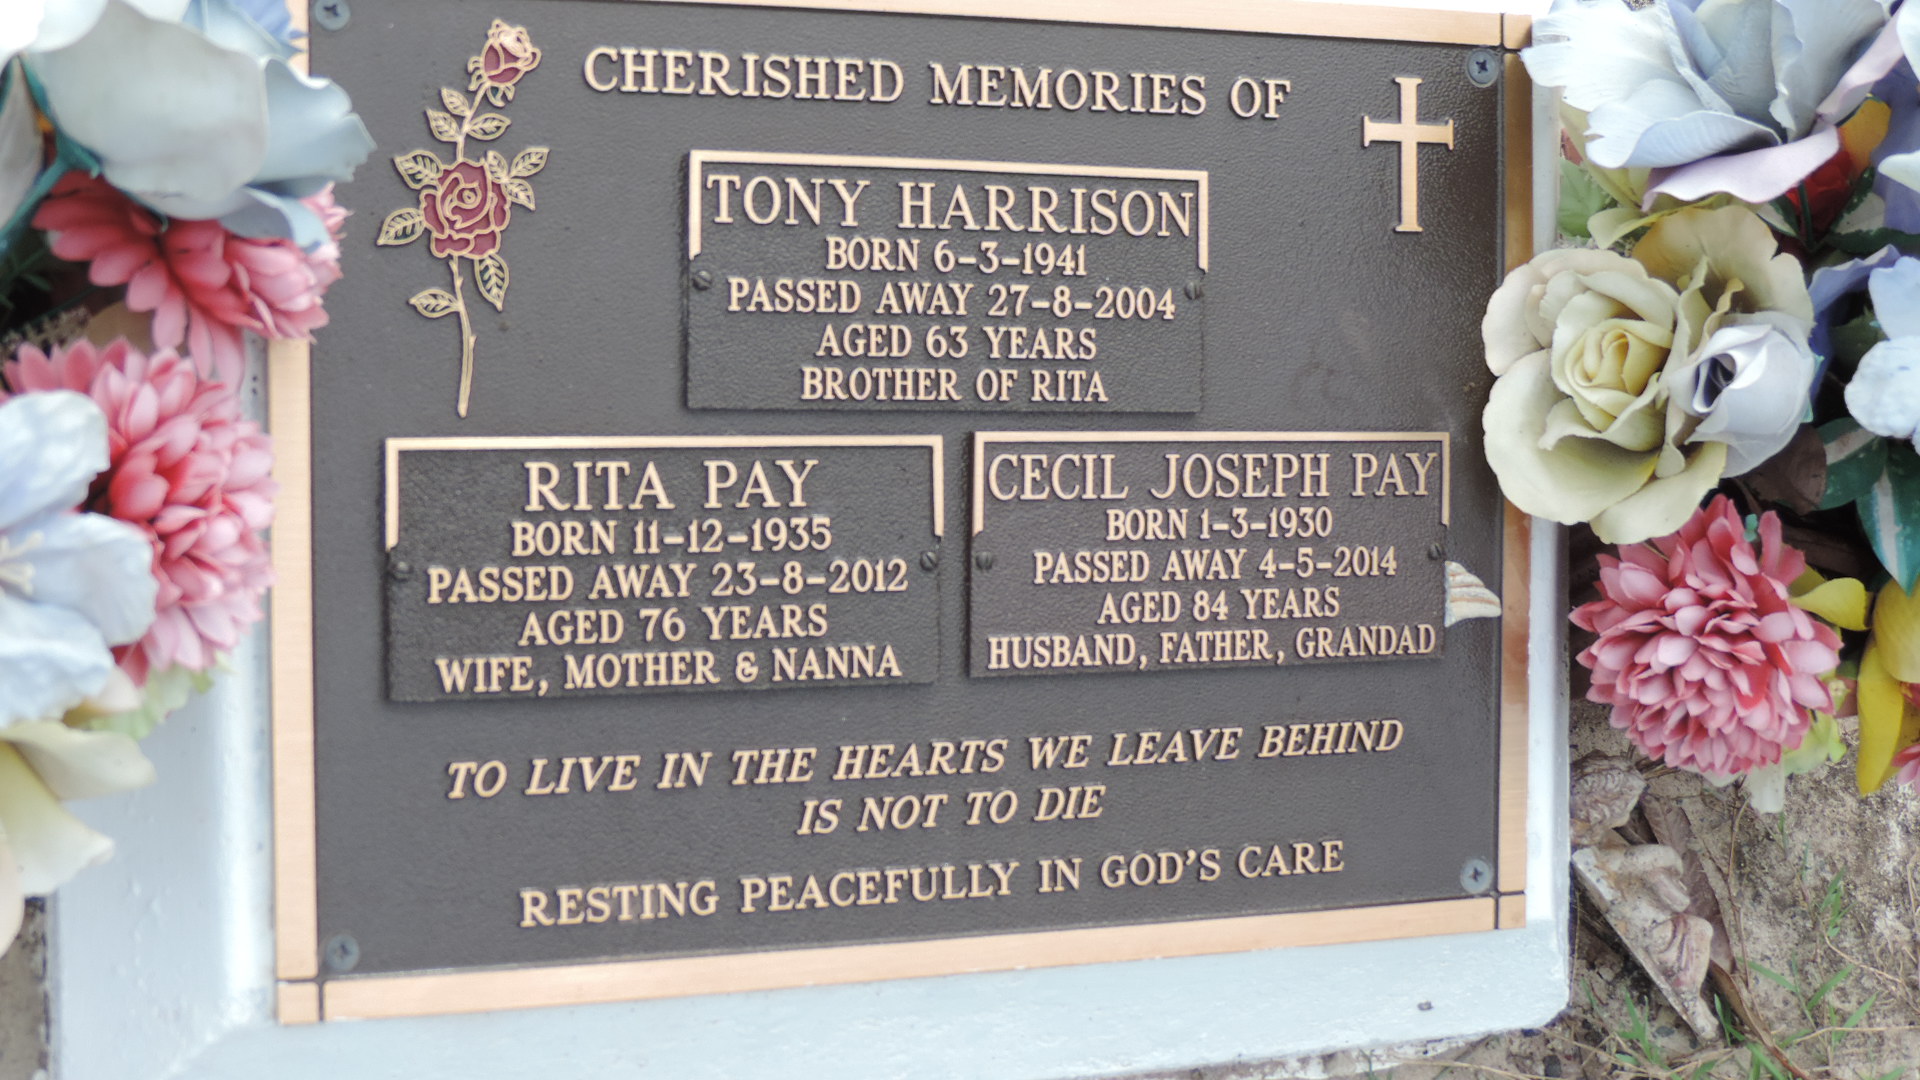 CHERISHED MEMORIES OF
TONY HARRISON
BORN 6-3-1941
PASSED AWAY 27-8-2004
AGED 63 YEARS
BROTHER OF RITA
RITA PAY
BORN 11-12-1935
PASSED AWAY 23-8-2012
AGED 76 YEARS
WIFE, MOTHER & NANNA
CECIL JOSEPH PAY
BORN 1-3-1930
PASSED AWAY 4-5-2014
AGED 84 YEARS
HUSBAND, FATHER, GRANDAD
TO LIVE IN THE HEARTS WE LEAVE BEHIND
IS NOT TO DIE
RESTING PEACEFULLY IN GOD'S CARE